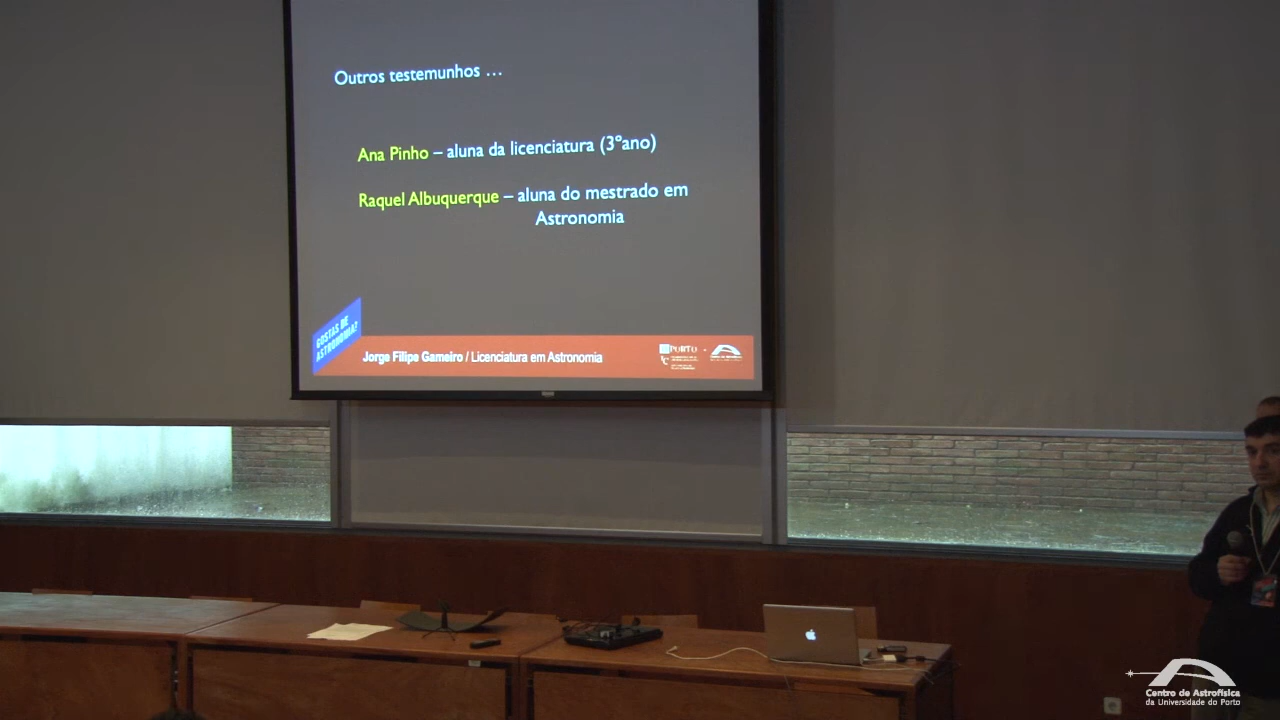 Outros testemunhos …
Ana Pinho – aluna da licenciatura (3ºano)
Raquel Albuquerque – aluna do mestrado em
Astronomia
GOSTAS DE
ASTRONOMIA?
Jorge Filipe Gameiro / Licenciatura em Astronomia
PORTO
Centro de Astrofísica
da Universidade do Porto